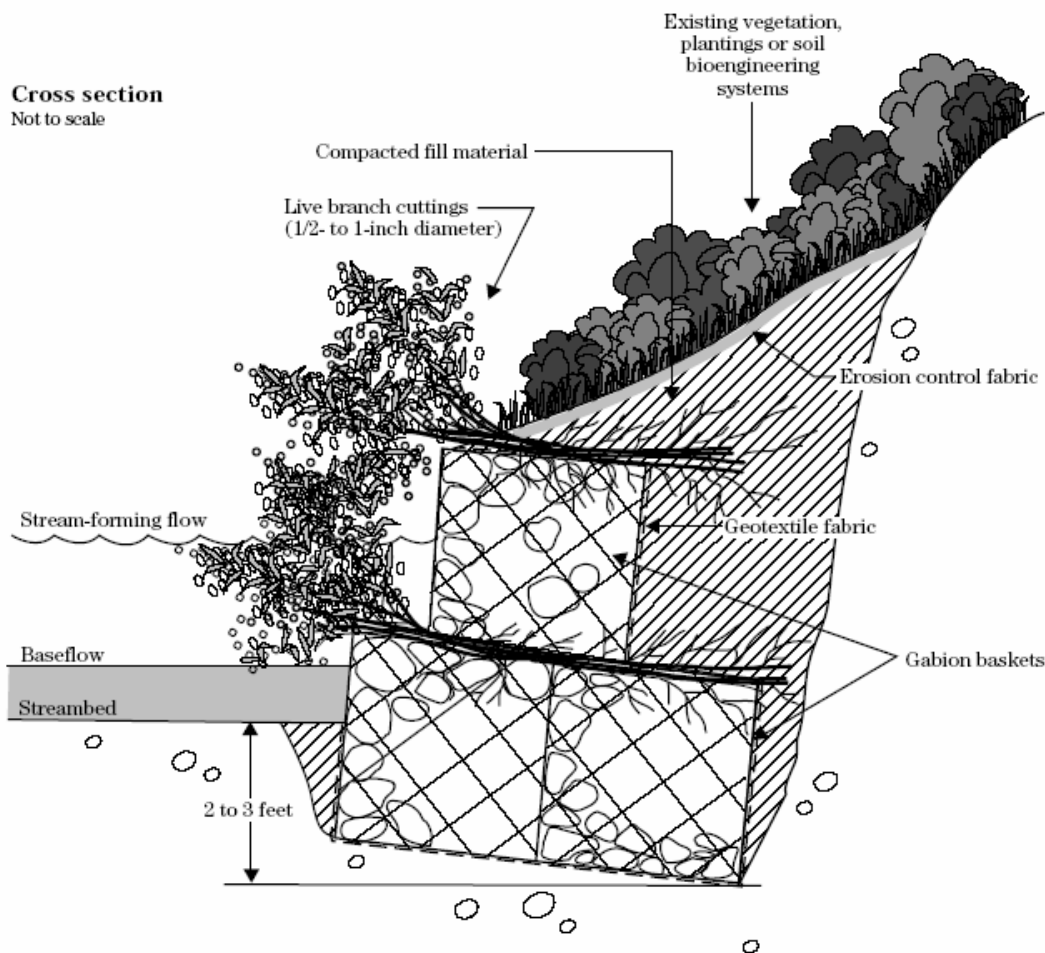 Existing vegetation,
plantings or soil
bioengineering
systems
Cross section
Not to scale
Compacted fill material
Live branch cuttings
(1/2- to 1-inch diameter)
Erosion control fabric
Stream-forming flow
Geotextile fabric
Baseflow
Gabion baskets
Streambed
2 to 3 feet